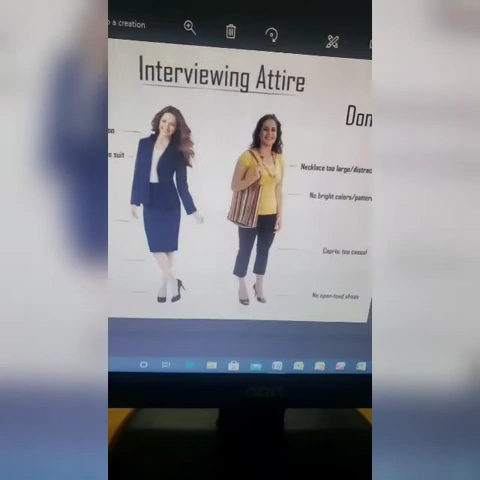 a creation
Interviewing Attire
Don
suit
Necklace too large/distrac
No bright colors/pattern
Capris: too casual
No open-toed shoes
AOC